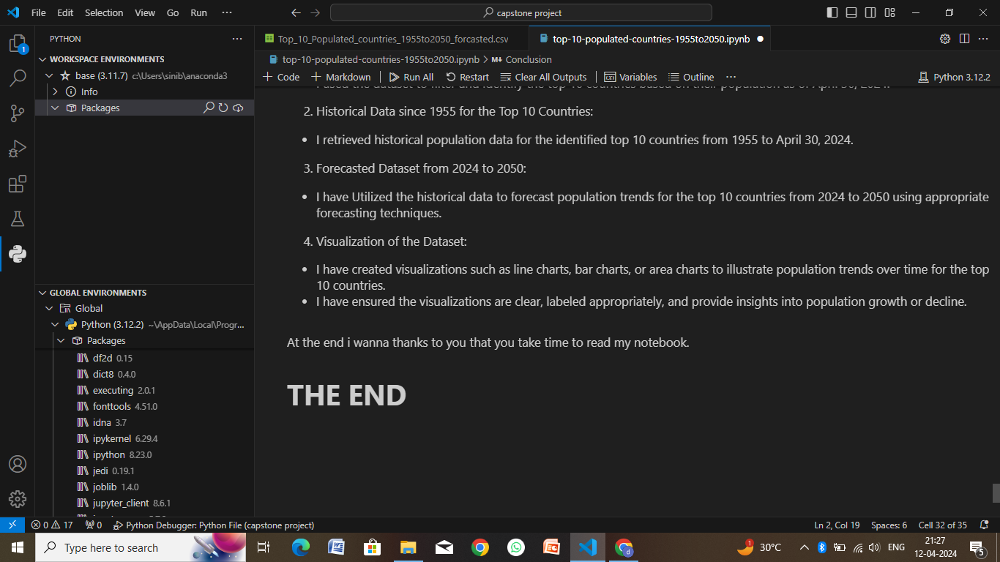 File Edit Selection View Go Run ···
capstone project
PYTHON ···
Top_10_Populated_countries_1955to2050_forcasted.csv
top-10-populated-countries-1955to2050.ipynb
WORKSPACE ENVIRONMENTS
top-10-populated-countries-1955to2050.ipynb > M↓ Conclusion
base (3.11.7) c:\Users\sinib\anaconda3
+ Code + Markdown Run All Restart Clear All Outputs Variables Outline ··· Python 3.12.2
Info
Packages
I used the dataset to filter and identify the top 10 countries based on their population as of April 30, 2024.
2. Historical Data since 1955 for the Top 10 Countries:
• I retrieved historical population data for the identified top 10 countries from 1955 to April 30, 2024.
3. Forecasted Dataset from 2024 to 2050:
• I have Utilized the historical data to forecast population trends for the top 10 countries from 2024 to 2050 using appropriate
forecasting techniques.
4. Visualization of the Dataset:
• I have created visualizations such as line charts, bar charts, or area charts to illustrate population trends over time for the top
10 countries.
• I have ensured the visualizations are clear, labeled appropriately, and provide insights into population growth or decline.
At the end i wanna thanks to you that you take time to read my notebook.
THE END
GLOBAL ENVIRONMENTS
Global
Python (3.12.2) ~\AppData\Local\Progr...
Packages
df2d 0.15
dict8 0.4.0
executing 2.0.1
fonttools 4.51.0
idna 3.7
ipykernel 6.29.4
ipython 8.23.0
jedi 0.19.1
joblib 1.4.0
jupyter_client 8.6.1
1
0 17 0 Python Debugger: Python File (capstone project)
Ln 2, Col 19 Spaces: 6 Cell 32 of 35
Type here to search
1 30°C ENG
21:27
12-04-2024
5